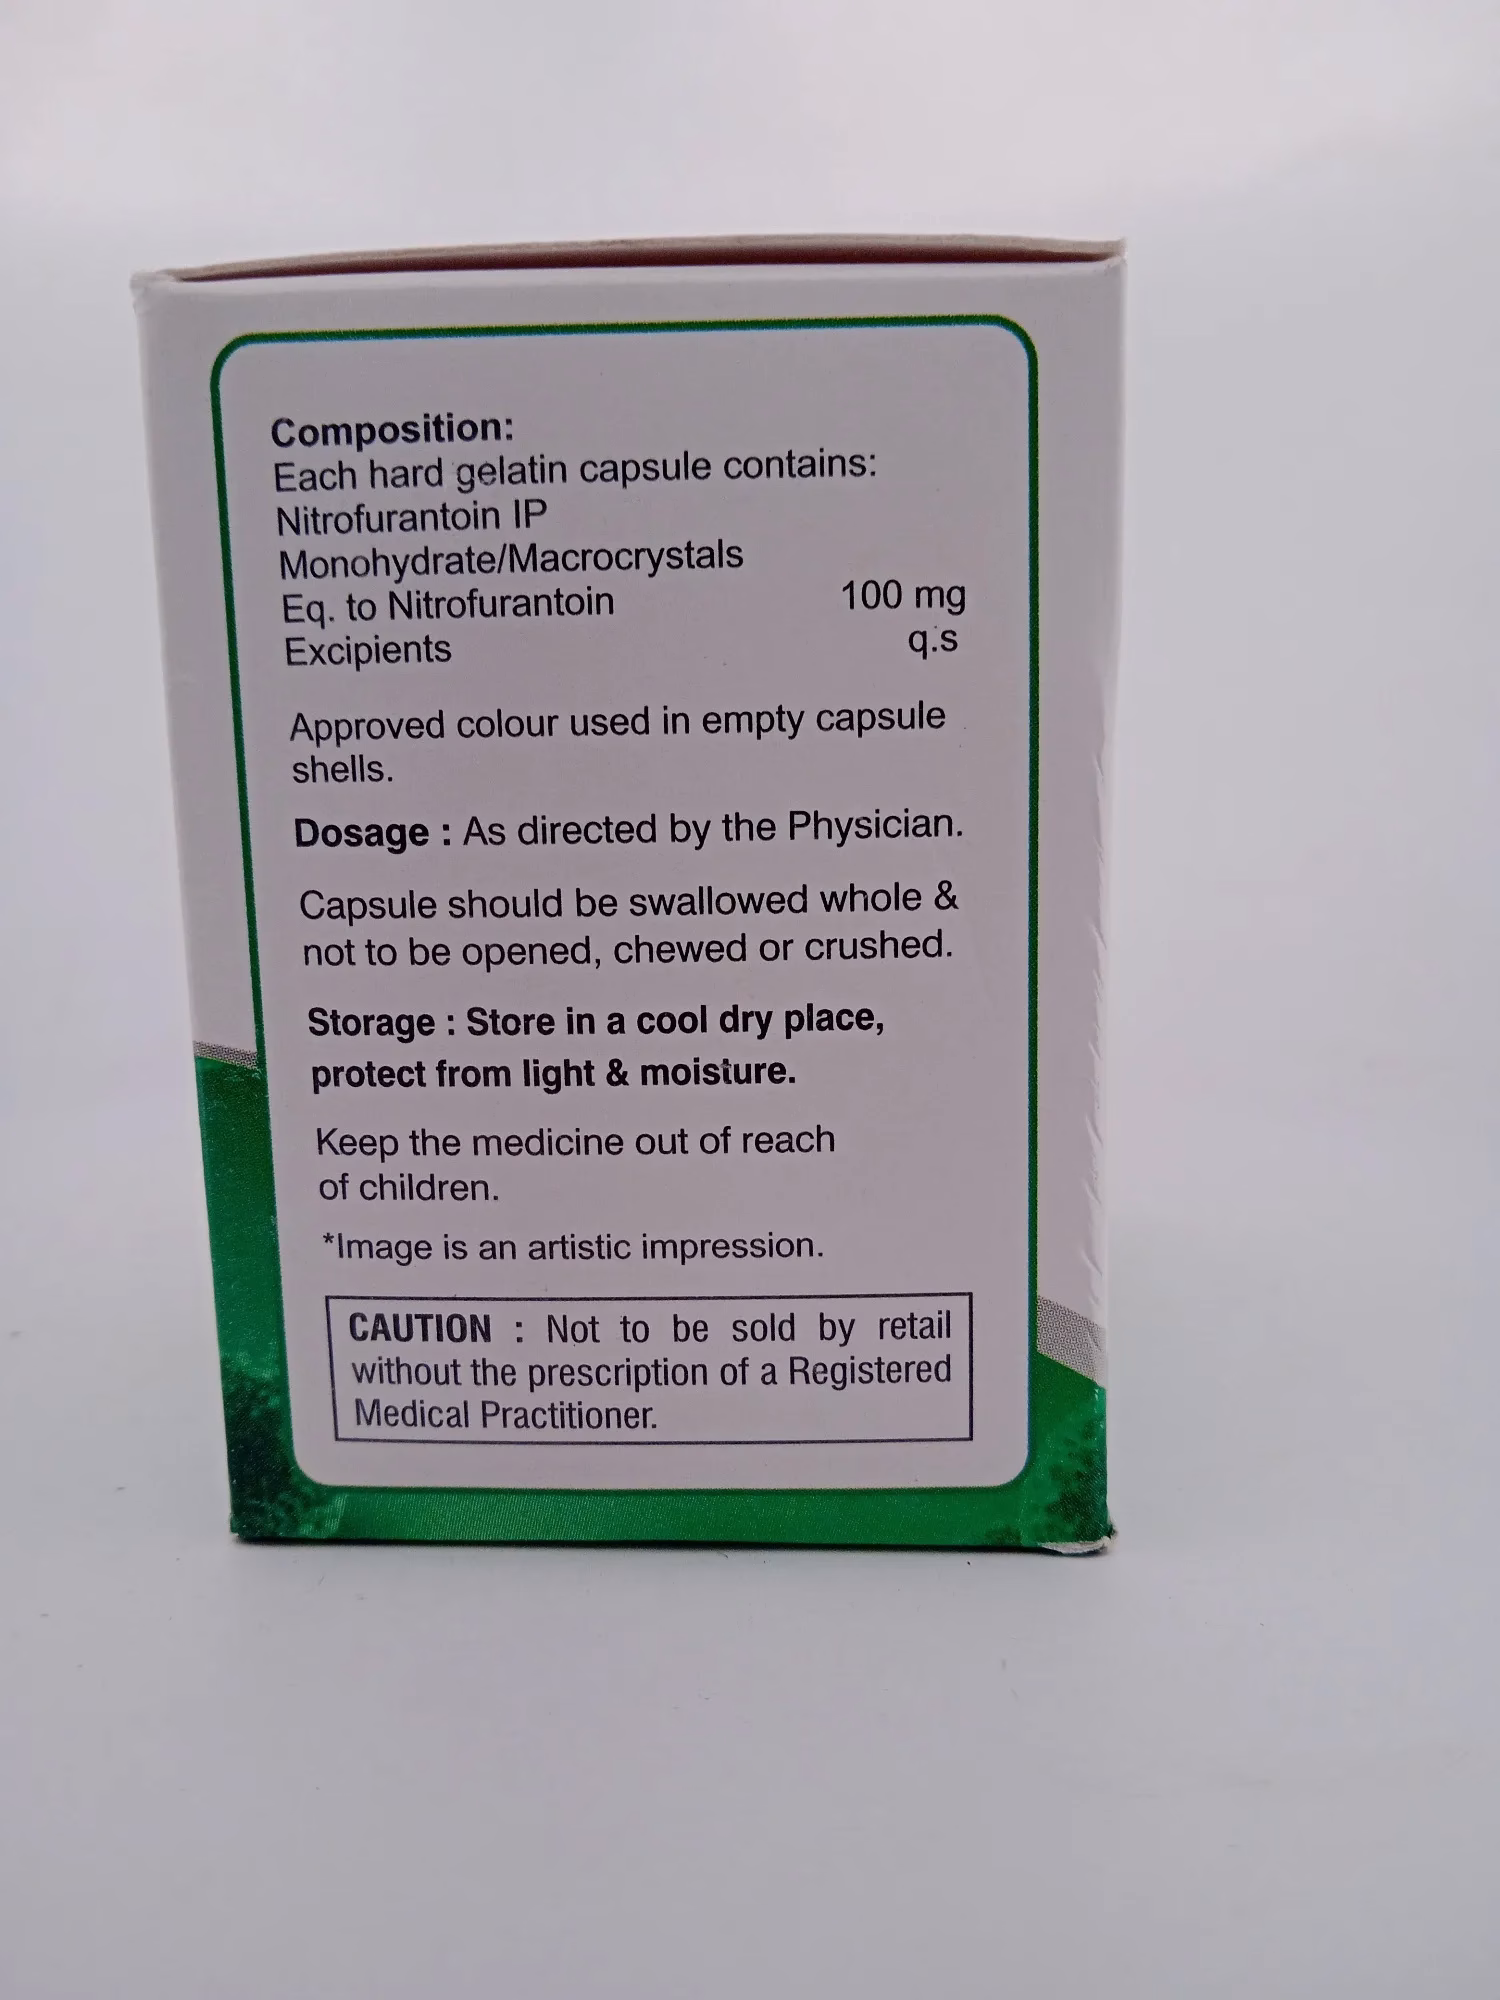 Composition:
Each hard gelatin capsule contains:
Nitrofurantoin IP
Monohydrate/Macrocrystals
Eq. to Nitrofurantoin 100 mg
Excipients q.s
Approved colour used in empty capsule
shells.
Dosage : As directed by the Physician.
Capsule should be swallowed whole &
not to be opened, chewed or crushed.
Storage : Store in a cool dry place,
protect from light & moisture.
Keep the medicine out of reach
of children.
*Image is an artistic impression.
CAUTION : Not to be sold by retail
without the prescription of a Registered
Medical Practitioner.